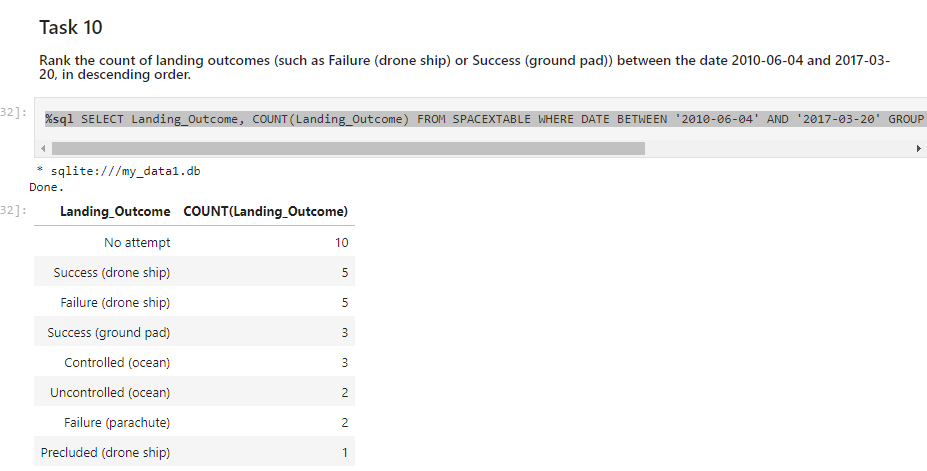 Task 10
Rank the count of landing outcomes (such as Failure (drone ship) or Success (ground pad)) between the date 2010-06-04 and 2017-03-
20, in descending order.
32]:
%sql SELECT Landing_Outcome, COUNT(Landing_Outcome) FROM SPACEXTABLE WHERE DATE BETWEEN '2010-06-04' AND '2017-03-20' GROUP
* sqlite:///my_data1.db
Done.
32]:
Landing_Outcome COUNT(Landing_Outcome)
No attempt 10
Success (drone ship) 5
Failure (drone ship) 5
Success (ground pad) 3
Controlled (ocean) 3
Uncontrolled (ocean) 2
Failure (parachute) 2
Precluded (drone ship) 1